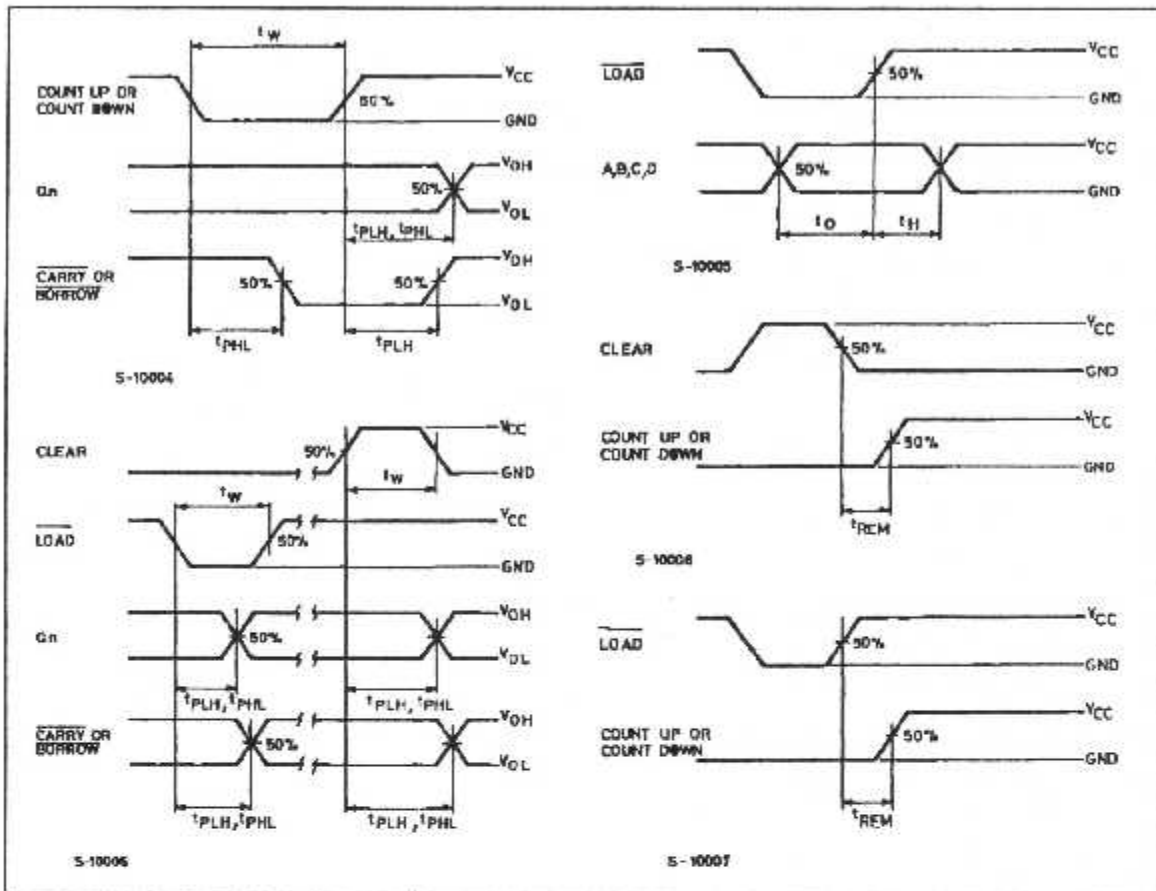 tW
COUNT UP OR
COUNT DOWN
VCC
50%
GND
Qn
VOH
50%
VOL
tPLH, tPHL
CARRY OR
BORROW
50%
50%
VOH
VOL
tPHL
tPLH
S-10004
CLEAR
50%
VCC
GND
tW
tW
LOAD
50%
VCC
GND
Qn
50%
VOH
VOL
tPLH, tPHL
tPLH, tPHL
CARRY OR
BORROW
50%
VOH
VOL
tPLH, tPHL
tPLH, tPHL
S-10006
LOAD
50%
VCC
GND
A,B,C,D
50%
VCC
GND
tO
tH
S-10005
CLEAR
50%
VCC
GND
COUNT UP OR
COUNT DOWN
50%
VCC
GND
tREM
S-10008
LOAD
50%
VCC
GND
COUNT UP OR
COUNT DOWN
50%
VCC
GND
tREM
S-10007